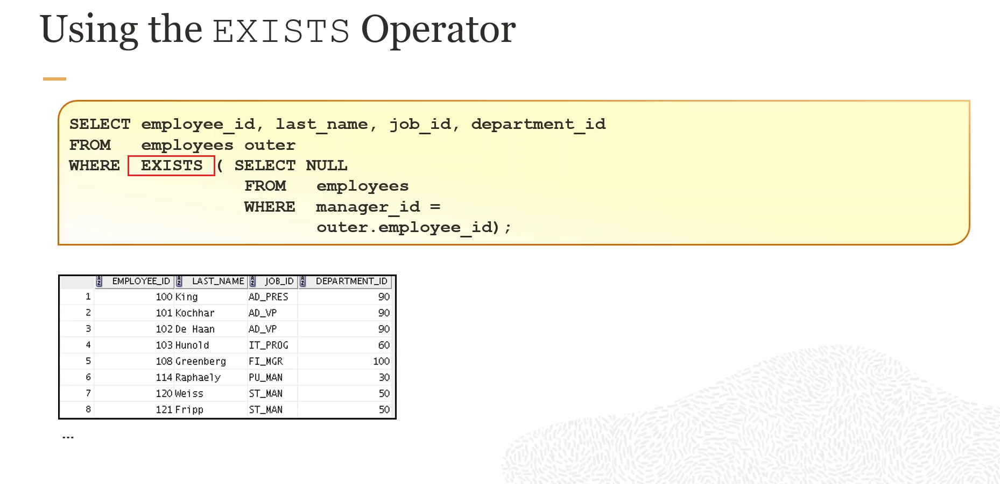 Using the EXISTS Operator
SELECT employee_id, last_name, job_id, department_id
FROM employees outer
WHERE EXISTS ( SELECT NULL
FROM employees
WHERE manager_id =
outer.employee_id);
EMPLOYEE_ID LAST_NAME JOB_ID DEPARTMENT_ID
1 100 King AD_PRES 90
2 101 Kochhar AD_VP 90
3 102 De Haan AD_VP 90
4 103 Hunold IT_PROG 60
5 108 Greenberg FI_MGR 100
6 114 Raphaely PU_MAN 30
7 120 Weiss ST_MAN 50
8 121 Fripp ST_MAN 50
...